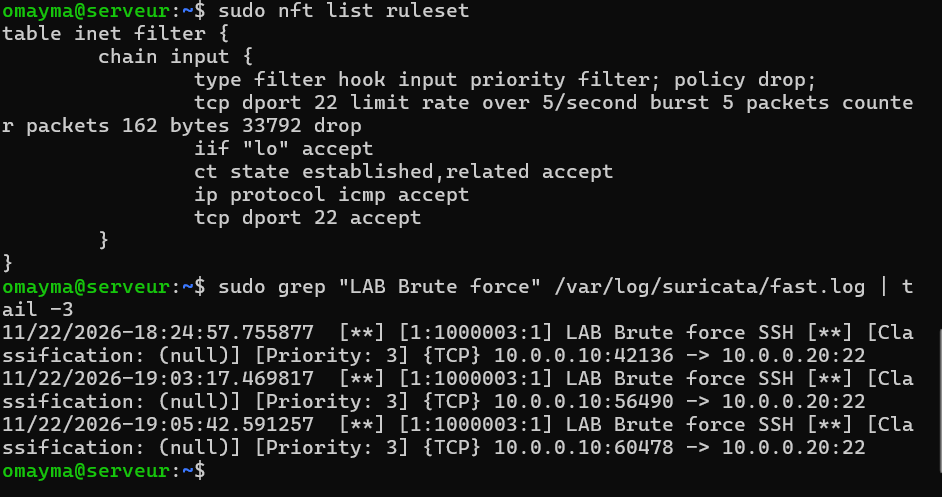 omayma@serveur:~$ sudo nft list ruleset
table inet filter {
        chain input {
                type filter hook input priority filter; policy drop;
                tcp dport 22 limit rate over 5/second burst 5 packets counte
r packets 162 bytes 33792 drop
                iif "lo" accept
                ct state established,related accept
                ip protocol icmp accept
                tcp dport 22 accept
        }
}
omayma@serveur:~$ sudo grep "LAB Brute force" /var/log/suricata/fast.log | t
ail -3
11/22/2026-18:24:57.755877  [**] [1:1000003:1] LAB Brute force SSH [**] [Cla
ssification: (null)] [Priority: 3] {TCP} 10.0.0.10:42136 -> 10.0.0.20:22
11/22/2026-19:03:17.469817  [**] [1:1000003:1] LAB Brute force SSH [**] [Cla
ssification: (null)] [Priority: 3] {TCP} 10.0.0.10:56490 -> 10.0.0.20:22
11/22/2026-19:05:42.591257  [**] [1:1000003:1] LAB Brute force SSH [**] [Cla
ssification: (null)] [Priority: 3] {TCP} 10.0.0.10:60478 -> 10.0.0.20:22
omayma@serveur:~$